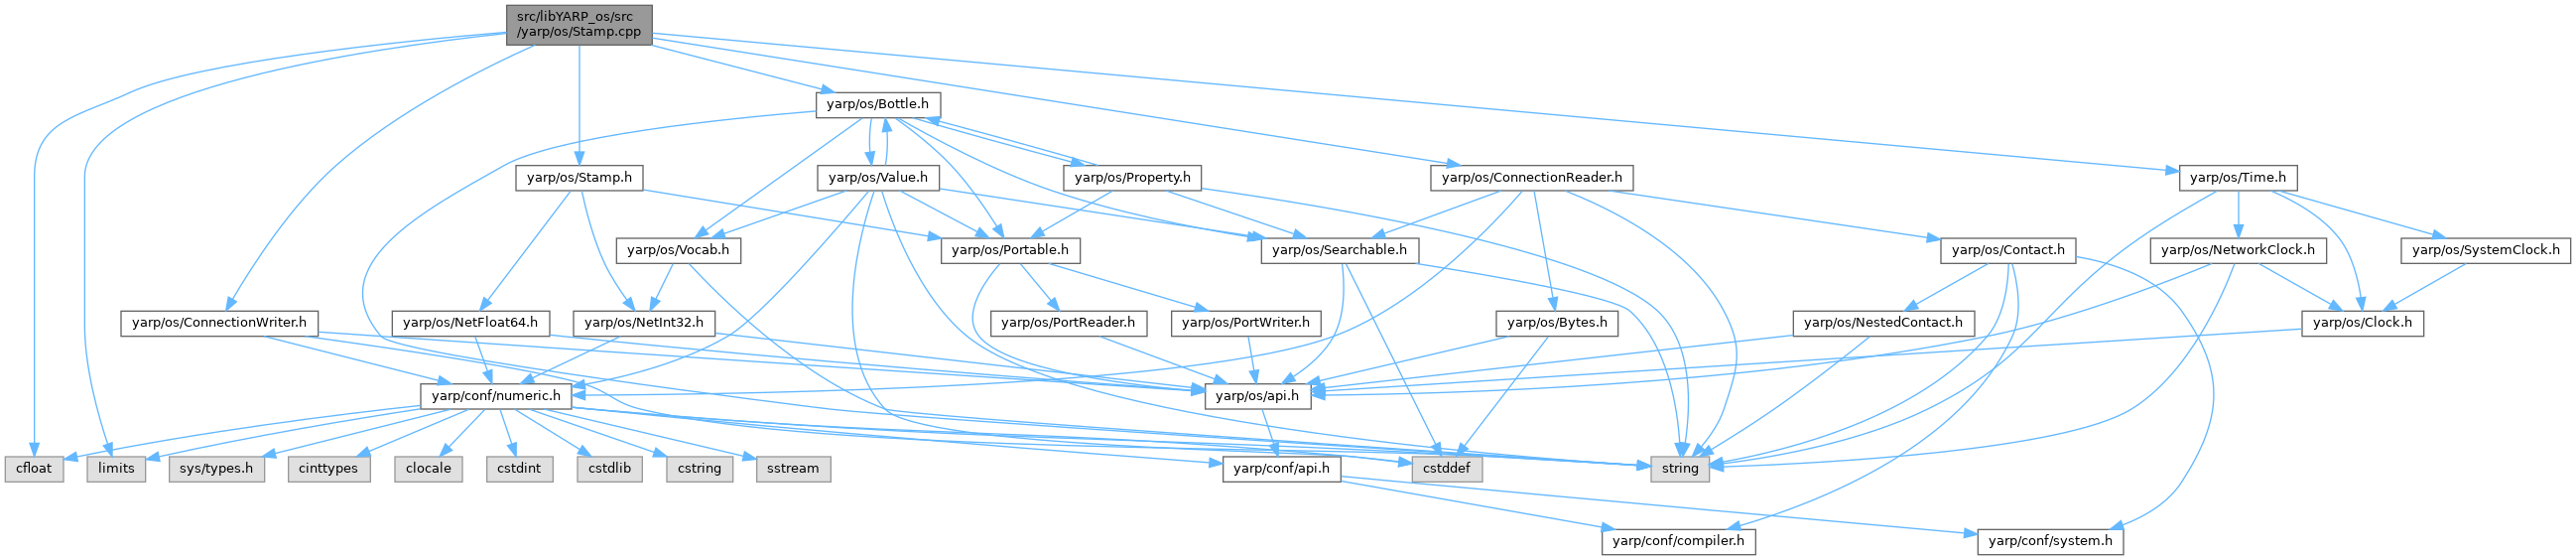 src/libYARP_os/src
/yarp/os/Stamp.cpp
yarp/os/Bottle.h
yarp/os/Stamp.h
yarp/os/Value.h
yarp/os/Property.h
yarp/os/ConnectionReader.h
yarp/os/Time.h
yarp/os/Vocab.h
yarp/os/Portable.h
yarp/os/Searchable.h
yarp/os/Contact.h
yarp/os/NetworkClock.h
yarp/os/SystemClock.h
yarp/os/ConnectionWriter.h
yarp/os/NetFloat64.h
yarp/os/NetInt32.h
yarp/os/PortReader.h
yarp/os/PortWriter.h
yarp/os/Bytes.h
yarp/os/NestedContact.h
yarp/os/Clock.h
yarp/conf/numeric.h
yarp/os/api.h
cfloat
limits
sys/types.h
cinttypes
clocale
cstdint
cstdlib
cstring
sstream
yarp/conf/api.h
cstddef
string
yarp/conf/compiler.h
yarp/conf/system.h